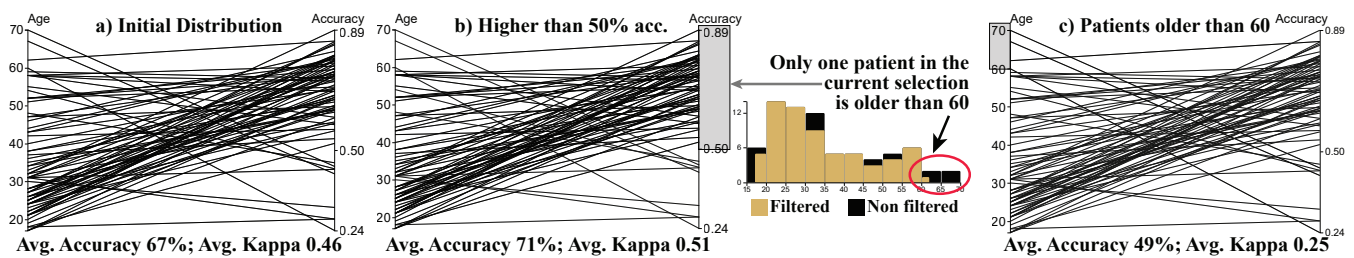 a) Initial Distribution
Age
Accuracy
70
60
50
40
30
20
0.89
0.50
0.24
Avg. Accuracy 67%; Avg. Kappa 0.46
b) Higher than 50% acc.
Age
Accuracy
70
60
50
40
30
20
0.89
0.50
0.24
Avg. Accuracy 71%; Avg. Kappa 0.51
Only one patient in the
current selection
is older than 60
12
6
0
15 20 25 30 35 40 45 50 55 60 65 70
Filtered Non filtered
c) Patients older than 60
Age
Accuracy
70
60
50
40
30
20
0.89
0.50
0.24
Avg. Accuracy 49%; Avg. Kappa 0.25